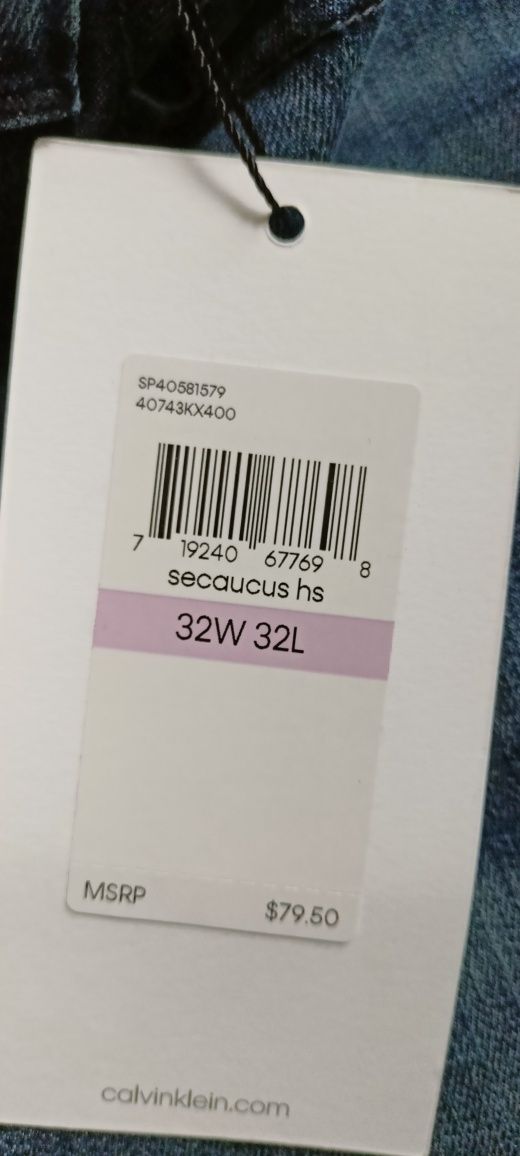 SP40581579
40743KX400
7 19240 67769 8
secaucus hs
32W 32L
MSRP $79.50
calvinklein.com